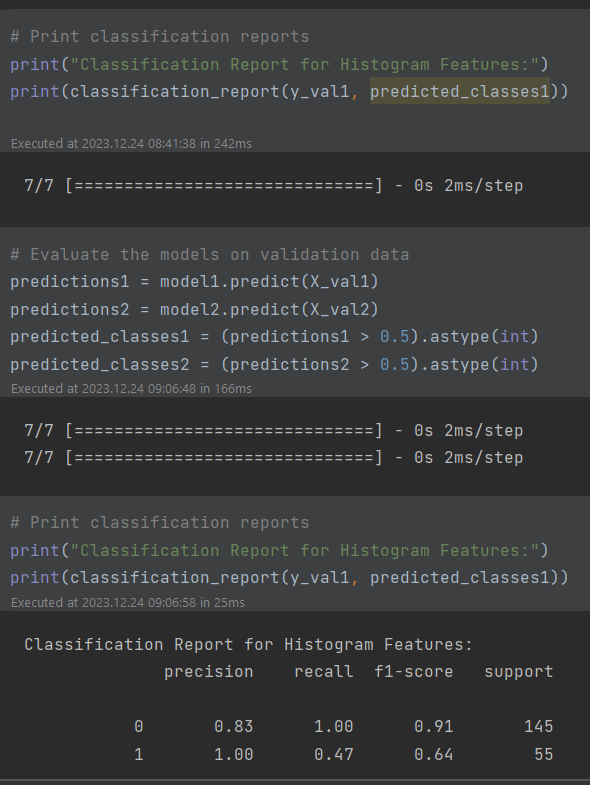 # Print classification reports
print("Classification Report for Histogram Features:")
print(classification_report(y_val1, predicted_classes1))
Executed at 2023.12.24 08:41:38 in 242ms
7/7 [==============================] - 0s 2ms/step
# Evaluate the models on validation data
predictions1 = model1.predict(X_val1)
predictions2 = model2.predict(X_val2)
predicted_classes1 = (predictions1 > 0.5).astype(int)
predicted_classes2 = (predictions2 > 0.5).astype(int)
Executed at 2023.12.24 09:06:48 in 166ms
7/7 [==============================] - 0s 2ms/step
7/7 [==============================] - 0s 2ms/step
# Print classification reports
print("Classification Report for Histogram Features:")
print(classification_report(y_val1, predicted_classes1))
Executed at 2023.12.24 09:06:58 in 25ms
Classification Report for Histogram Features:
precision recall f1-score support
0 0.83 1.00 0.91 145
1 1.00 0.47 0.64 55